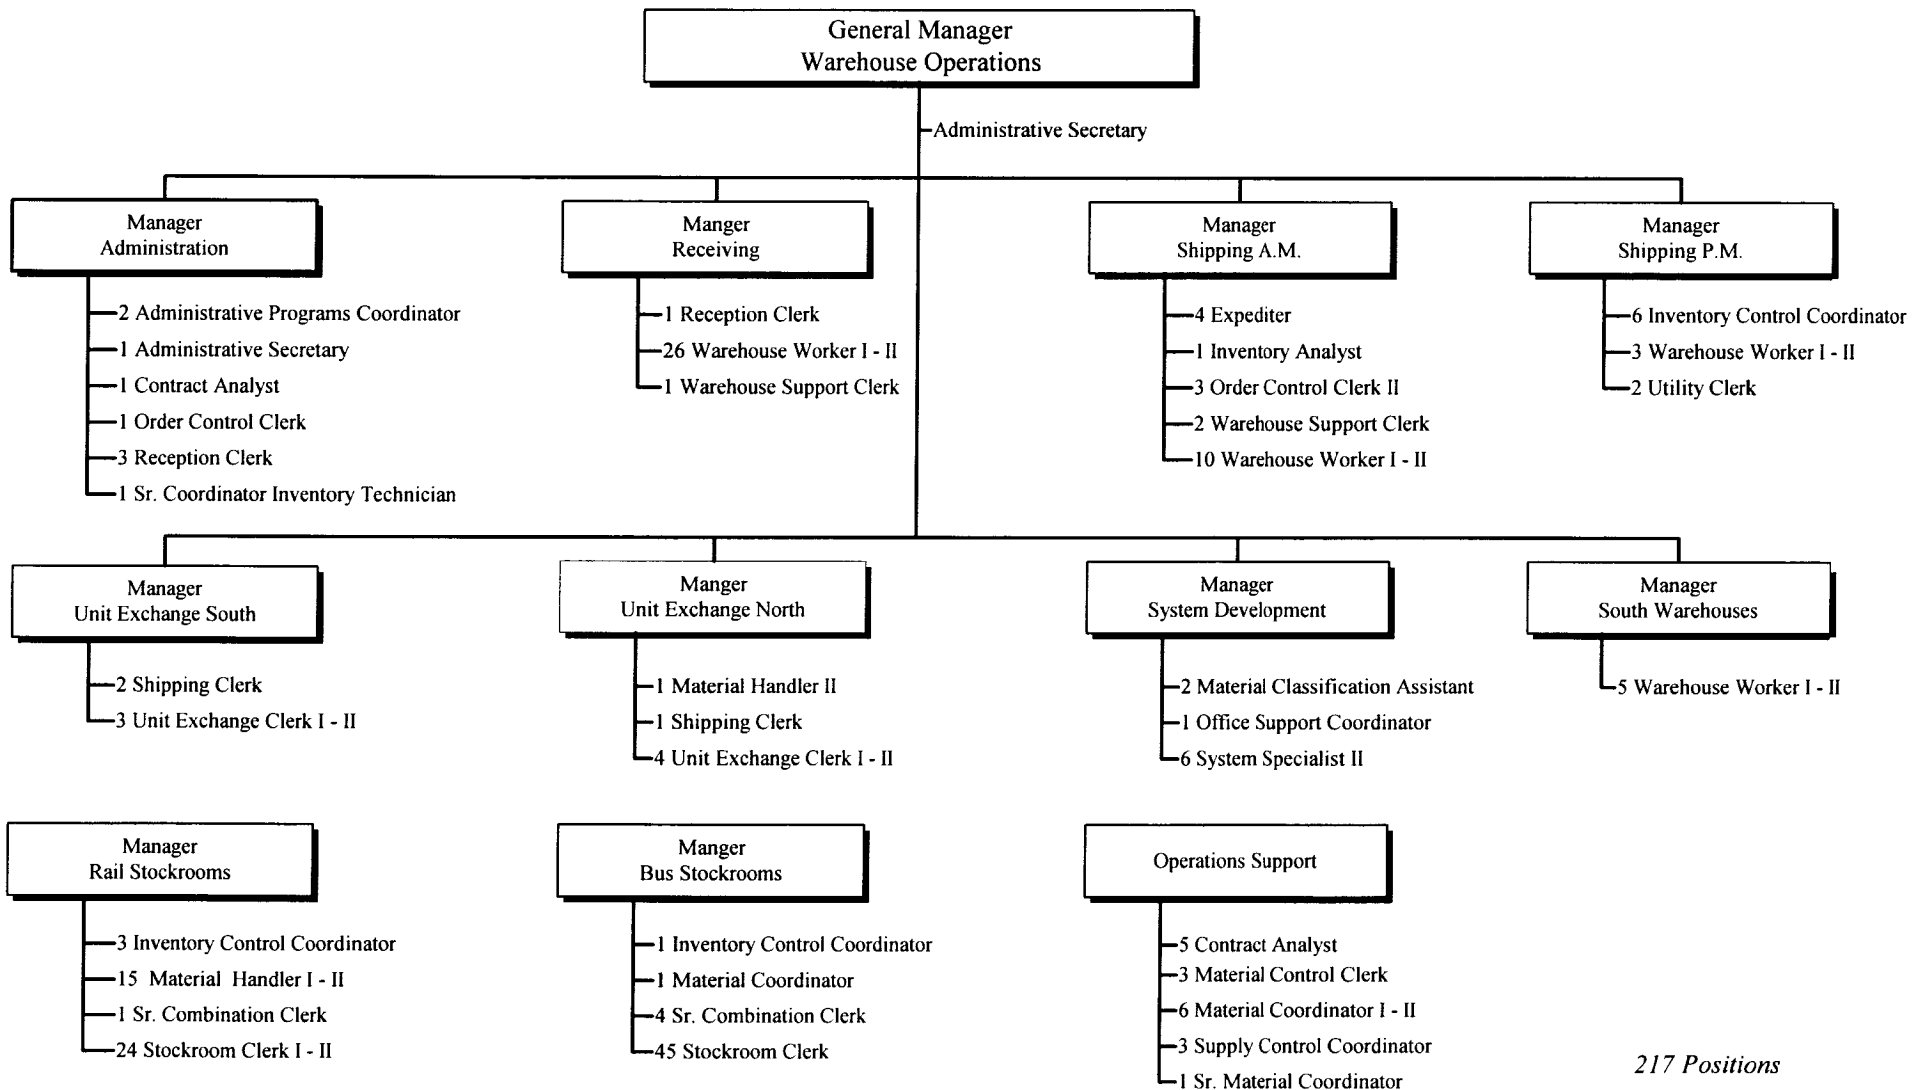 General Manager
Warehouse Operations
Administrative Secretary
Manager
Administration
2 Administrative Programs Coordinator
1 Administrative Secretary
1 Contract Analyst
1 Order Control Clerk
3 Reception Clerk
1 Sr. Coordinator Inventory Technician
Manger
Receiving
1 Reception Clerk
26 Warehouse Worker I - II
1 Warehouse Support Clerk
Manager
Shipping A.M.
4 Expediter
1 Inventory Analyst
3 Order Control Clerk II
2 Warehouse Support Clerk
10 Warehouse Worker I - II
Manager
Shipping P.M.
6 Inventory Control Coordinator
3 Warehouse Worker I - II
2 Utility Clerk
Manager
Unit Exchange South
2 Shipping Clerk
3 Unit Exchange Clerk I - II
Manger
Unit Exchange North
1 Material Handler II
1 Shipping Clerk
4 Unit Exchange Clerk I - II
Manager
System Development
2 Material Classification Assistant
1 Office Support Coordinator
6 System Specialist II
Manager
South Warehouses
5 Warehouse Worker I - II
Manager
Rail Stockrooms
3 Inventory Control Coordinator
15 Material Handler I - II
1 Sr. Combination Clerk
24 Stockroom Clerk I - II
Manger
Bus Stockrooms
1 Inventory Control Coordinator
1 Material Coordinator
4 Sr. Combination Clerk
45 Stockroom Clerk
Operations Support
5 Contract Analyst
3 Material Control Clerk
6 Material Coordinator I - II
3 Supply Control Coordinator
1 Sr. Material Coordinator
217 Positions